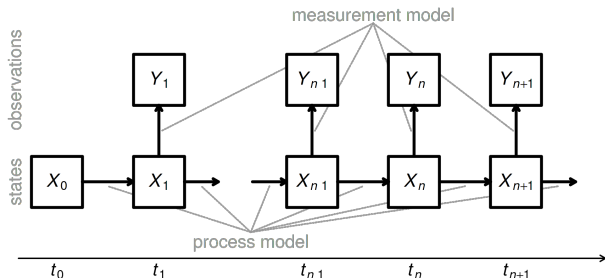 measurement model
observations
Y₁ Yₙ ₁ Yₙ Yₙ₊₁
states
X₀ X₁ Xₙ ₁ Xₙ Xₙ₊₁
process model
t₀ t₁ tₙ ₁ tₙ tₙ₊₁